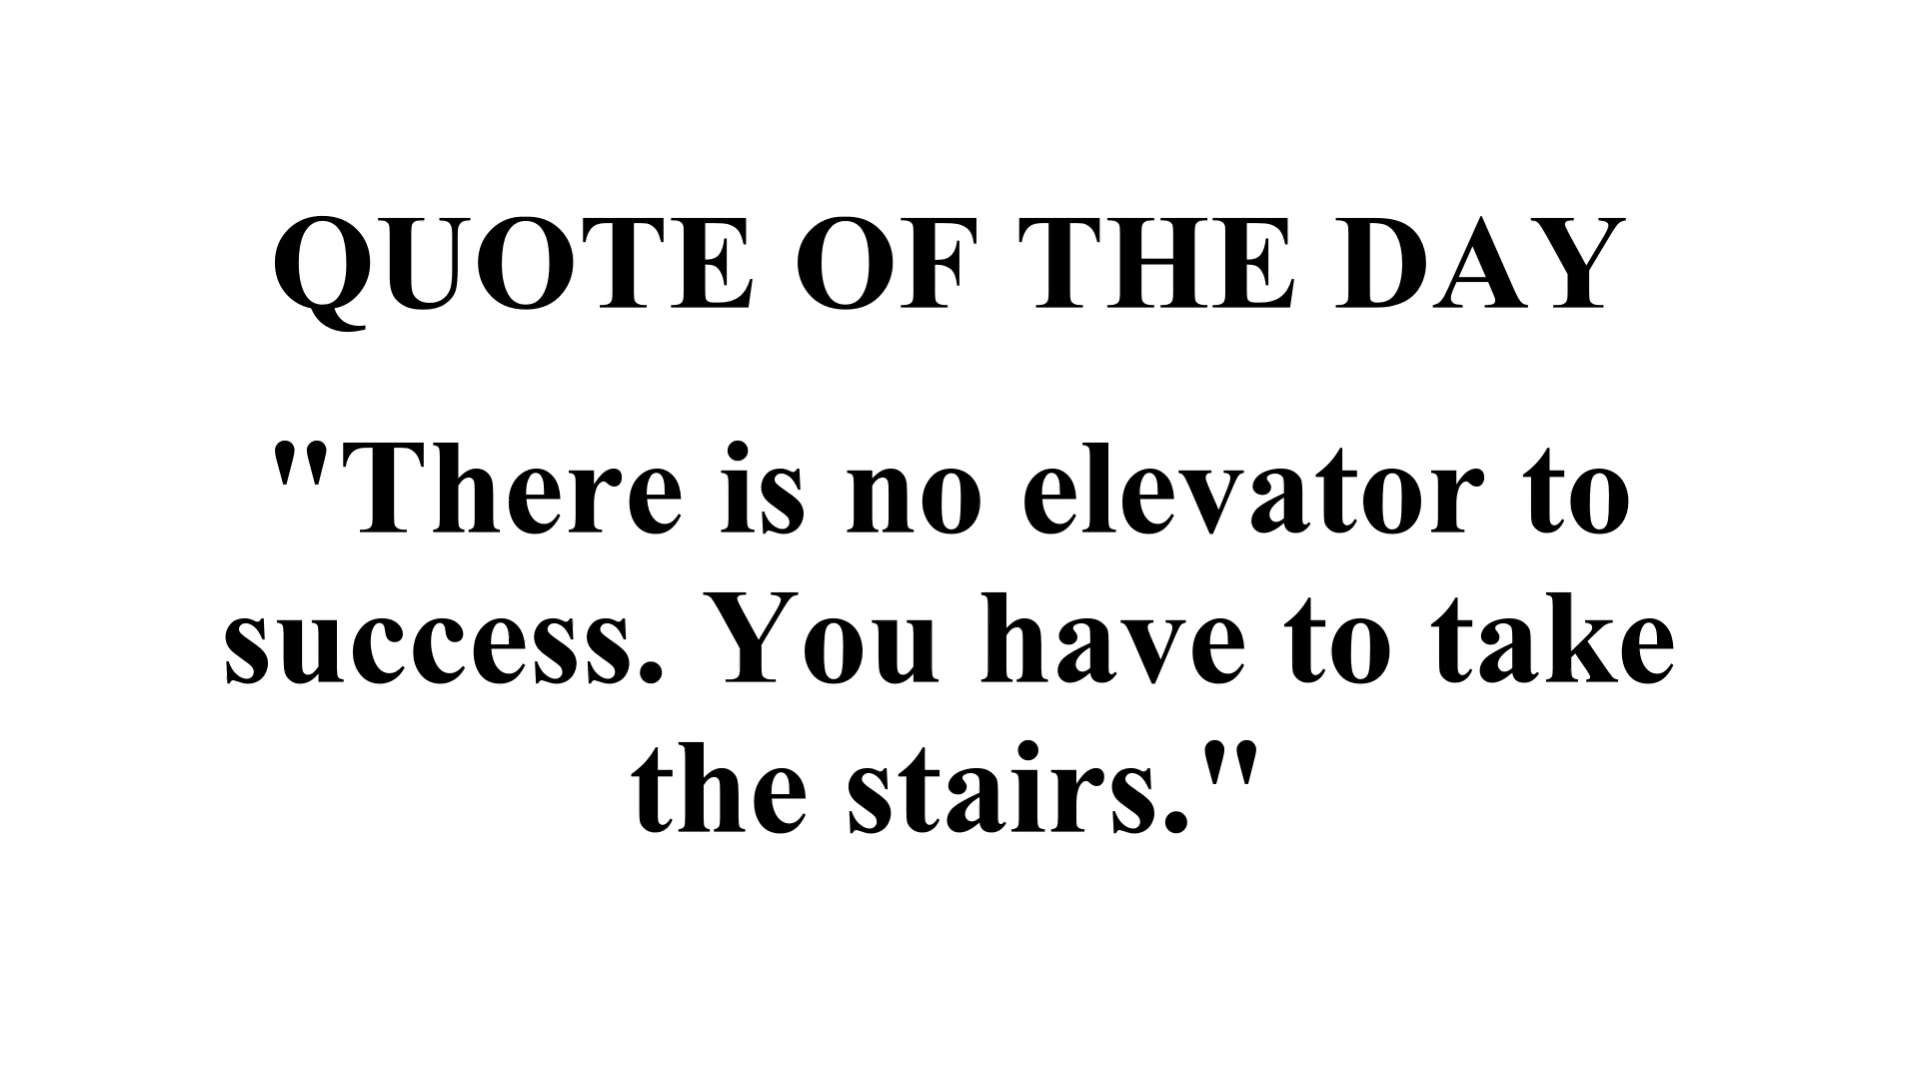 QUOTE OF THE DAY
"There is no elevator to
success. You have to take
the stairs."